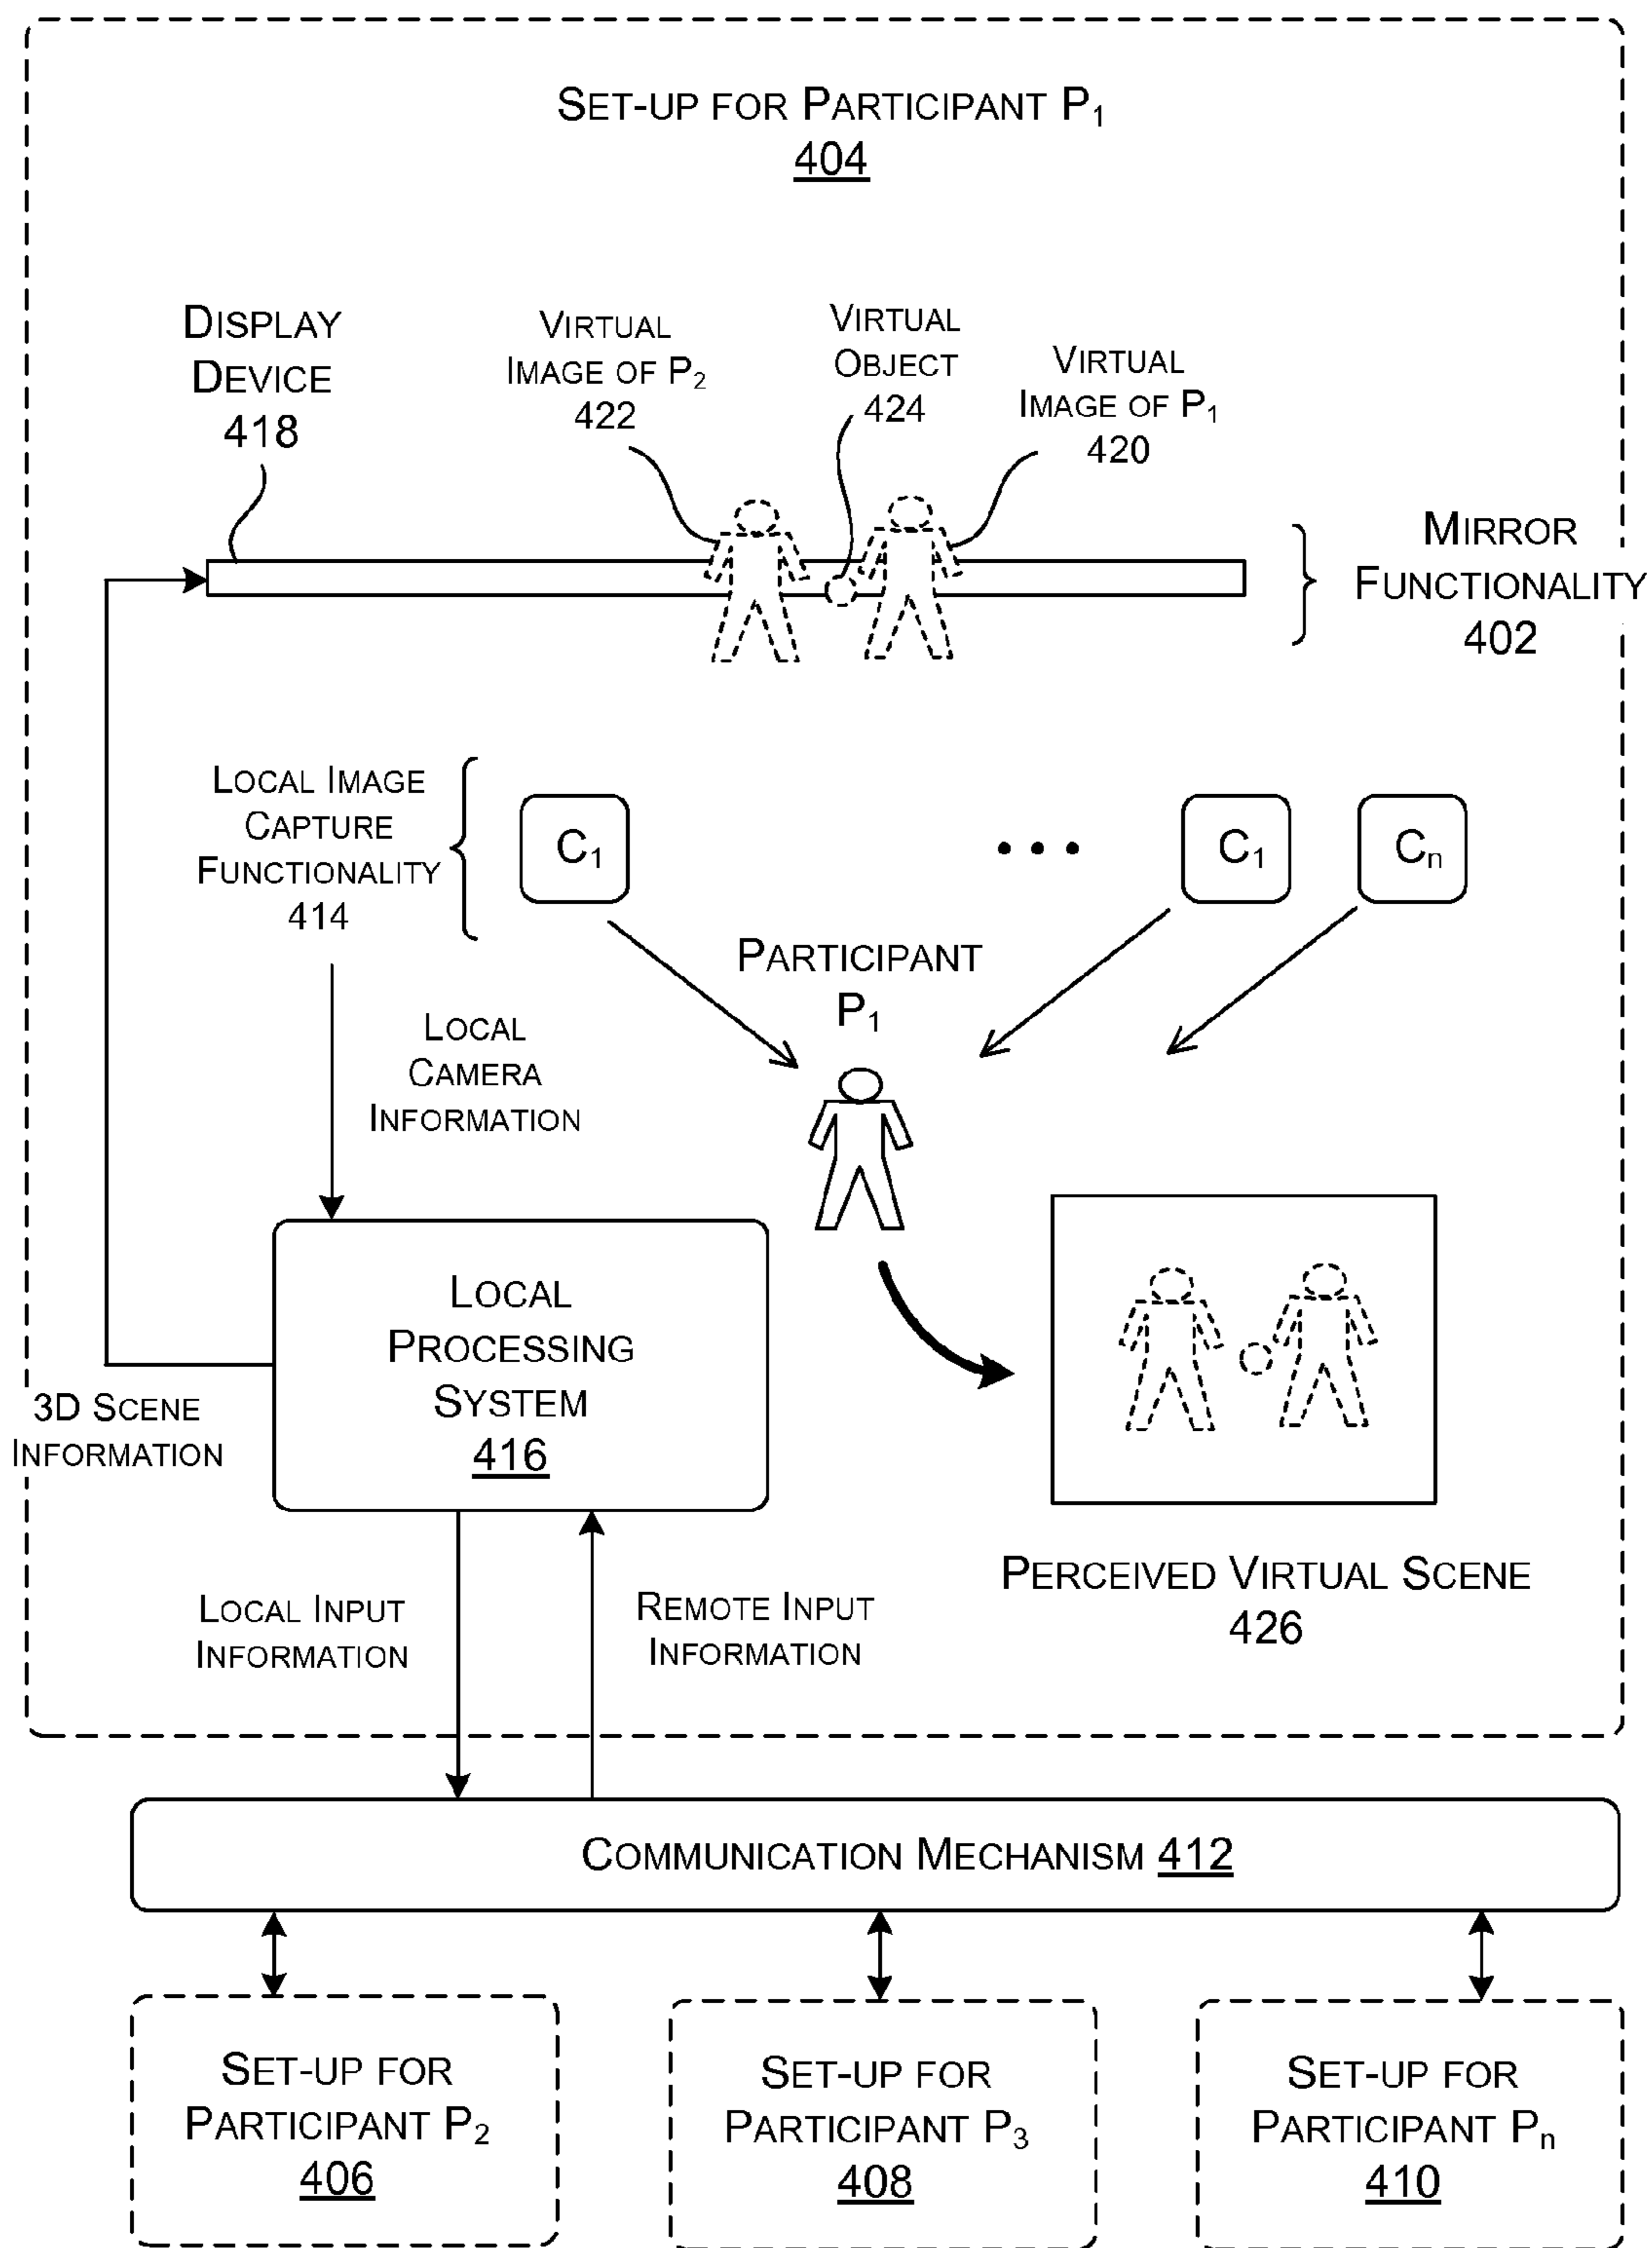 SET-UP FOR PARTICIPANT P1
404
DISPLAY
DEVICE
418
VIRTUAL
IMAGE OF P2
422
VIRTUAL
OBJECT
424
VIRTUAL
IMAGE OF P1
420
MIRROR
FUNCTIONALITY
402
LOCAL IMAGE
CAPTURE
FUNCTIONALITY
414
C1
• • •
C1
Cn
PARTICIPANT
P1
LOCAL
CAMERA
INFORMATION
LOCAL
PROCESSING
SYSTEM
416
3D SCENE
INFORMATION
PERCEIVED VIRTUAL SCENE
426
LOCAL INPUT
INFORMATION
REMOTE INPUT
INFORMATION
COMMUNICATION MECHANISM 412
SET-UP FOR
PARTICIPANT P2
406
SET-UP FOR
PARTICIPANT P3
408
SET-UP FOR
PARTICIPANT Pn
410